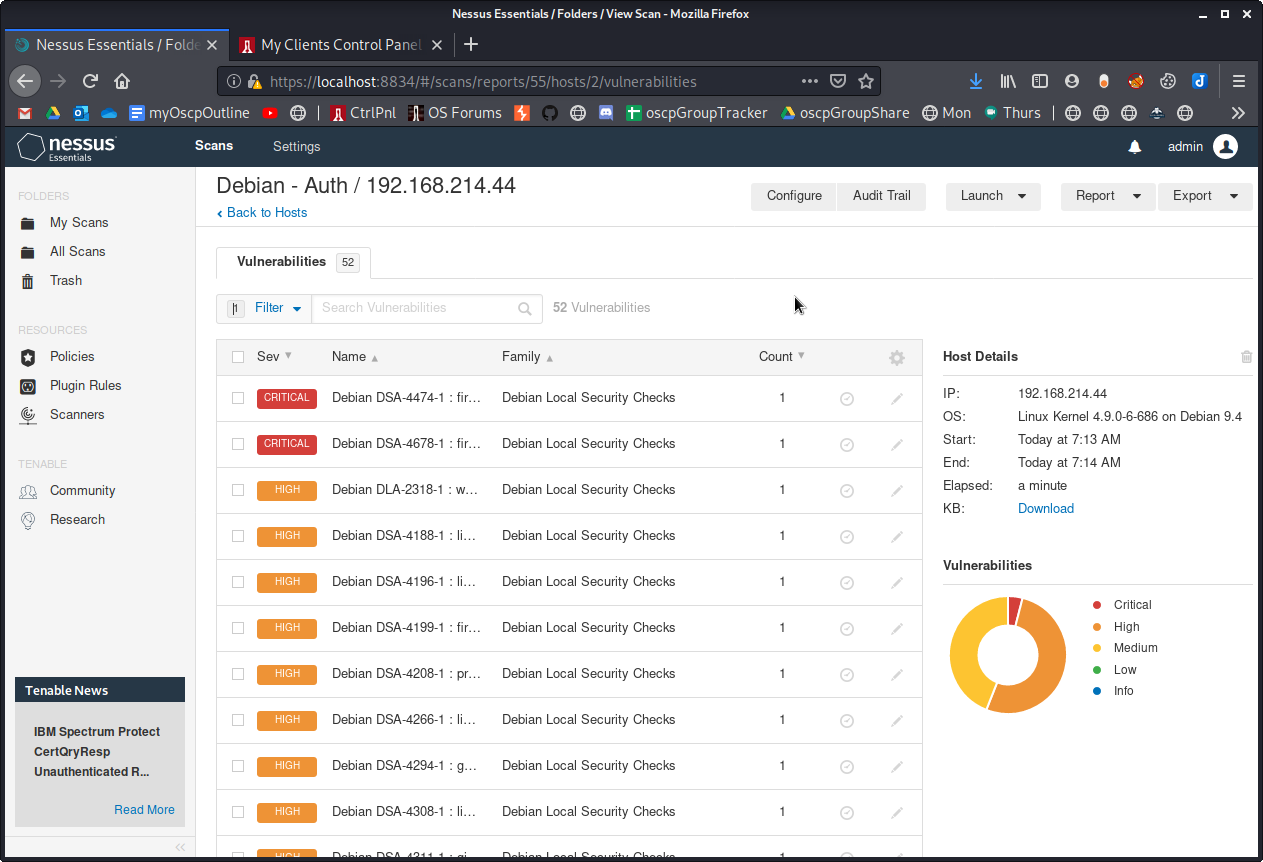 Nessus Essentials / Folders / View Scan - Mozilla Firefox
Nessus Essentials / Folde
My Clients Control Panel
https://localhost:8834/#/scans/reports/55/hosts/2/vulnerabilities
myOscpOutline CtrlPnl OS Forums oscpGroupTracker oscpGroupShare Mon Thurs
nessus Essentials
Scans Settings admin
FOLDERS
My Scans
All Scans
Trash
RESOURCES
Policies
Plugin Rules
Scanners
TENABLE
Community
Research
Tenable News
IBM Spectrum Protect
CertQryResp
Unauthenticated R...
Read More
Debian - Auth / 192.168.214.44
Back to Hosts
Configure Audit Trail Launch Report Export
Vulnerabilities 52
Filter Search Vulnerabilities 52 Vulnerabilities
Sev Name Family Count
CRITICAL Debian DSA-4474-1 : fir... Debian Local Security Checks 1
CRITICAL Debian DSA-4678-1 : fir... Debian Local Security Checks 1
HIGH Debian DLA-2318-1 : w... Debian Local Security Checks 1
HIGH Debian DSA-4188-1 : li... Debian Local Security Checks 1
HIGH Debian DSA-4196-1 : li... Debian Local Security Checks 1
HIGH Debian DSA-4199-1 : fir... Debian Local Security Checks 1
HIGH Debian DSA-4208-1 : pr... Debian Local Security Checks 1
HIGH Debian DSA-4266-1 : li... Debian Local Security Checks 1
HIGH Debian DSA-4294-1 : g... Debian Local Security Checks 1
HIGH Debian DSA-4308-1 : li... Debian Local Security Checks 1
HIGH Debian DSA-4311-1 : gi... Debian Local Security Checks 1
Host Details
IP: 192.168.214.44
OS: Linux Kernel 4.9.0-6-686 on Debian 9.4
Start: Today at 7:13 AM
End: Today at 7:14 AM
Elapsed: a minute
KB: Download
Vulnerabilities
Critical
High
Medium
Low
Info